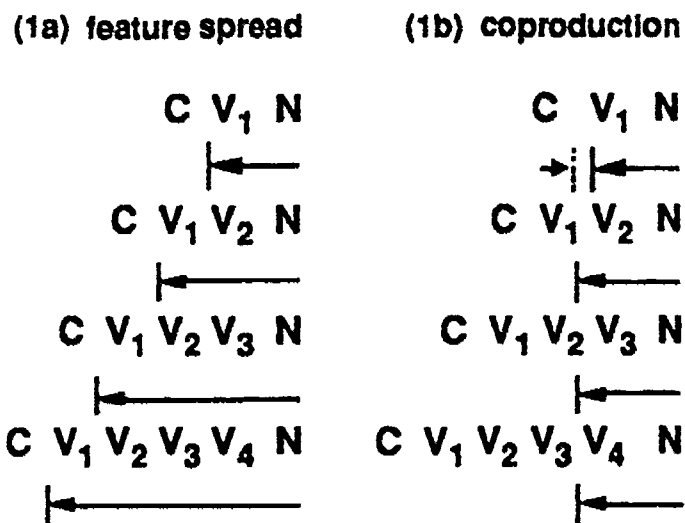 (1a) feature spread (1b) coproduction
C V₁ N C V₁ N
C V₁ V₂ N C V₁ V₂ N
C V₁ V₂ V₃ N C V₁ V₂ V₃ N
C V₁ V₂ V₃ V₄ N C V₁ V₂ V₃ V₄ N